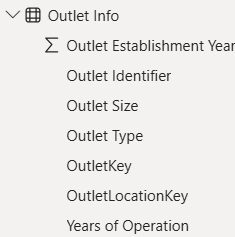 Outlet Info
Σ Outlet Establishment Year
Outlet Identifier
Outlet Size
Outlet Type
OutletKey
OutletLocationKey
Years of Operation